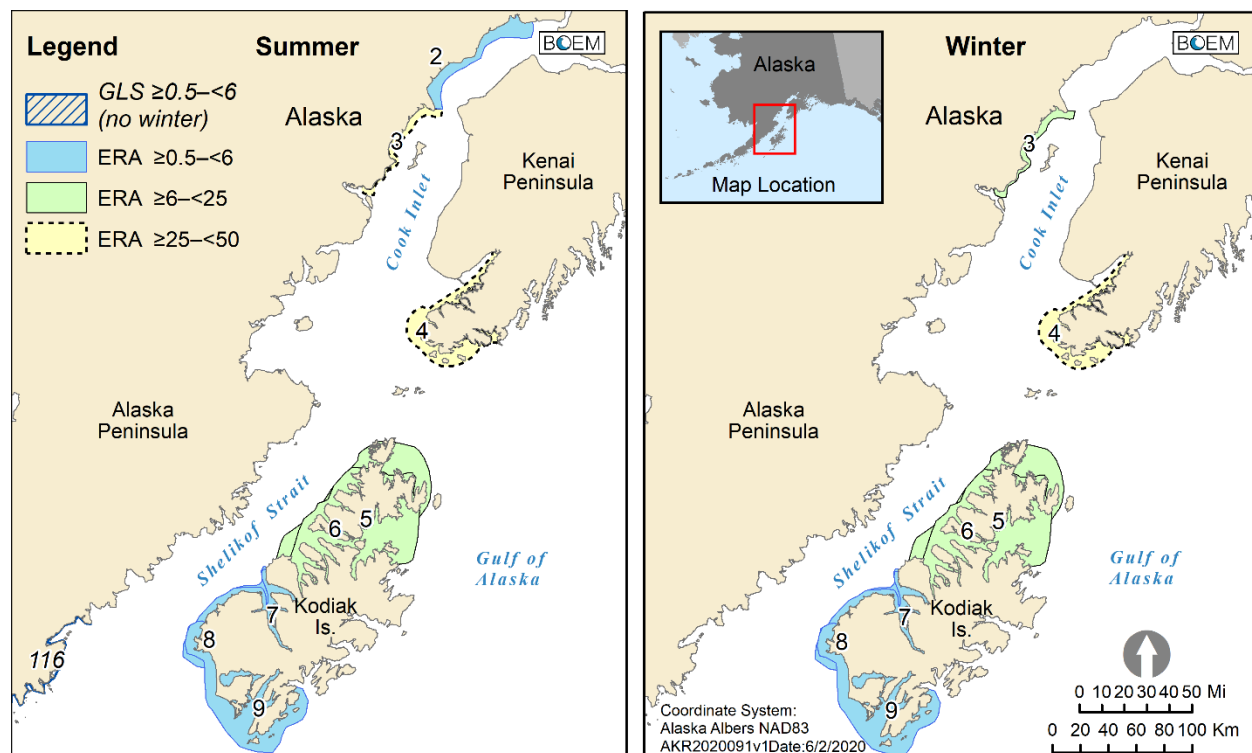 Legend
GLS ≥0.5–<6
(no winter)
ERA ≥0.5–<6
ERA ≥6–<25
ERA ≥25–<50
Summer
BOEM
2
Alaska
3
Kenai
Peninsula
Cook Inlet
4
Alaska
Peninsula
Shelikof Strait
6
5
Gulf of
Alaska
Kodiak
Is.
7
8
116
9
Winter
BOEM
Alaska
Map Location
Alaska
3
Kenai
Peninsula
Cook Inlet
4
Shelikof Strait
6
5
Gulf of
Alaska
Kodiak
Is.
7
8
9
Coordinate System:
Alaska Albers NAD83
AKR2020091v1Date:6/2/2020
0 10 20 30 40 50 Mi
0 20 40 60 80 100 Km